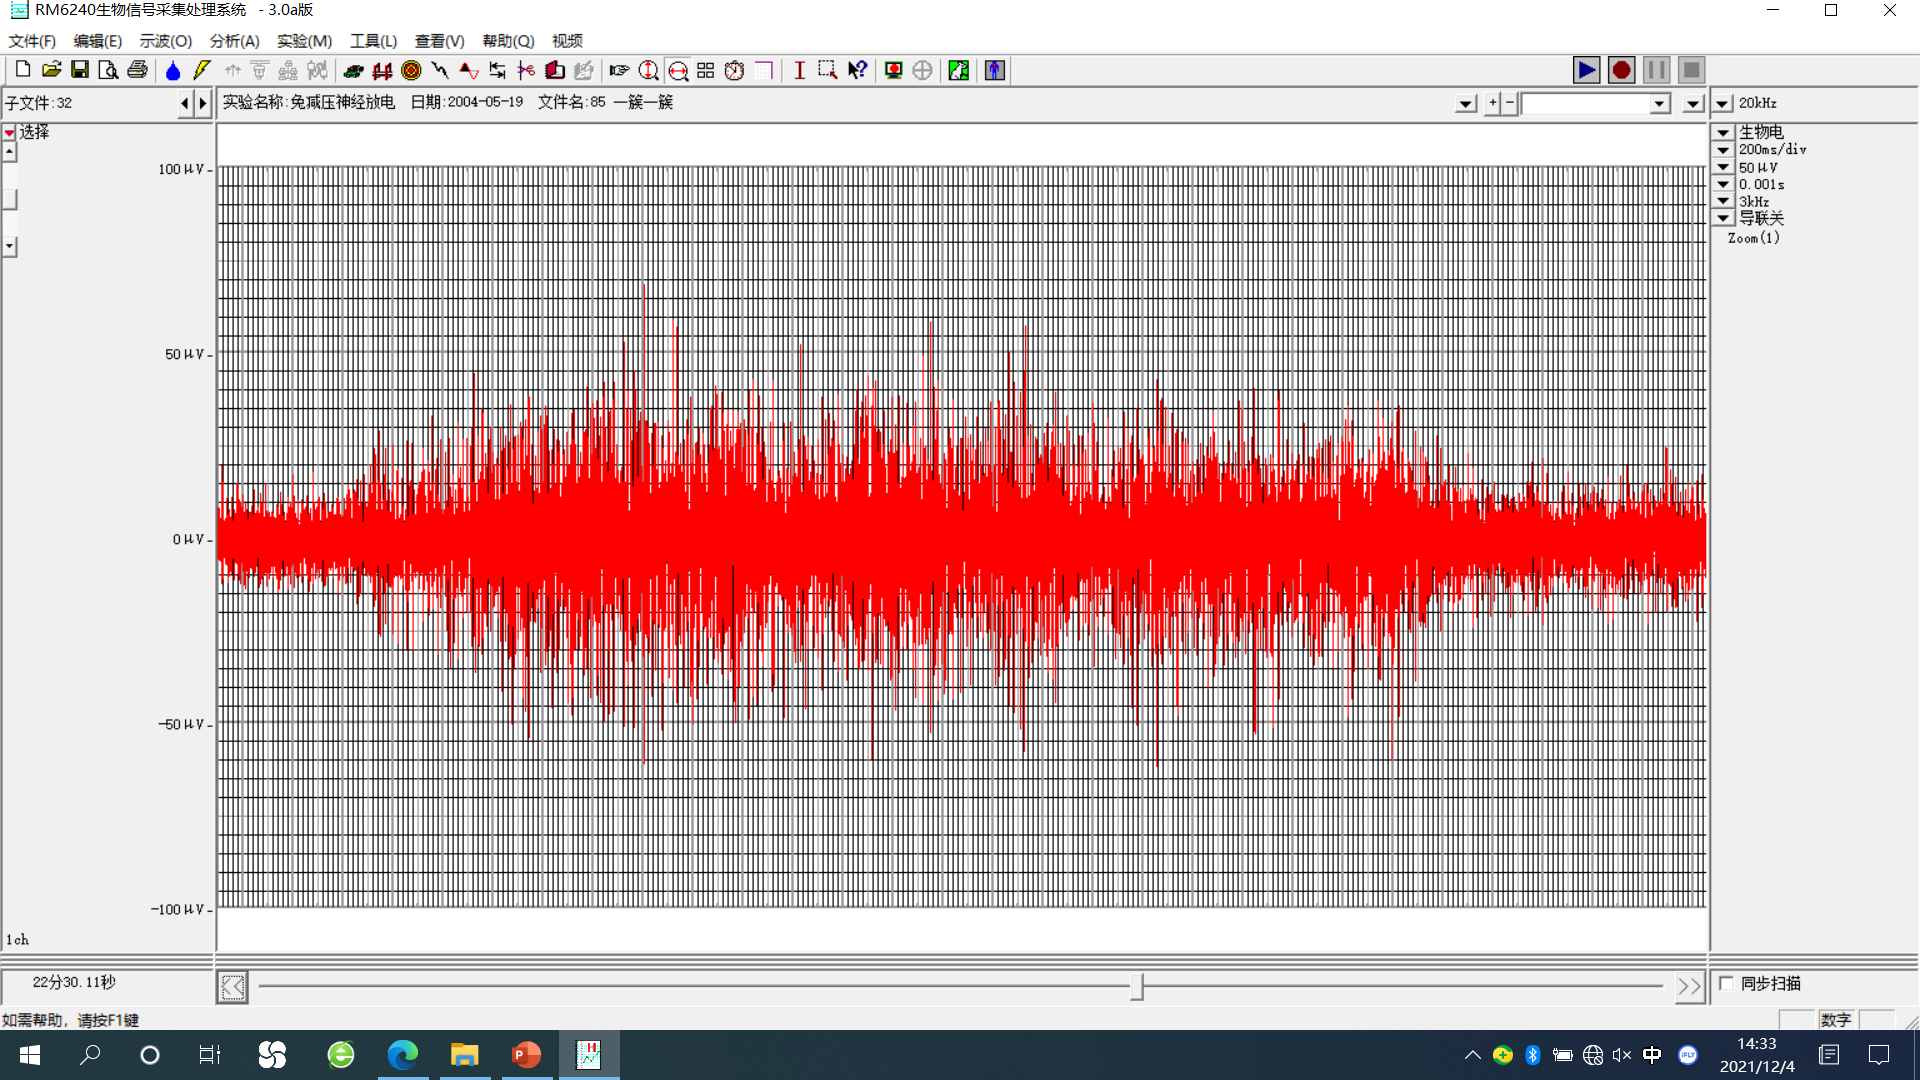 RM6240生物信号采集处理系统 - 3.0a版
文件(F) 编辑(E) 示波(O) 分析(A) 实验(M) 工具(L) 查看(V) 帮助(Q) 视频
子文件:32
实验名称:兔减压神经放电 日期:2004-05-19 文件名:85 一簇一簇
20kHz
选择
100μV
50μV
0μV
-50μV
-100μV
1ch
生物电
200ms/div
50μV
0.001s
3kHz
导联关
Zoom(1)
22分30.11秒
同步扫描
如需帮助, 请按F1键
数字
中
14:33
2021/12/4